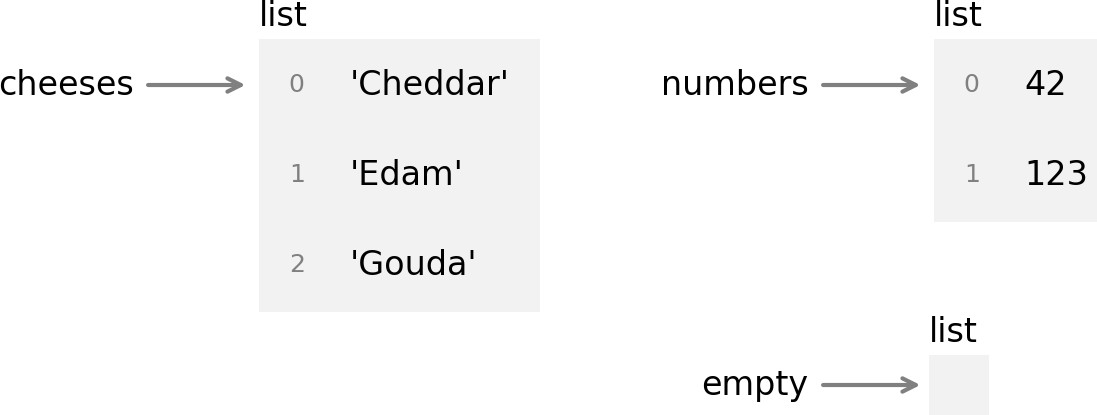 list
cheeses
0 'Cheddar'
1 'Edam'
2 'Gouda'
list
numbers
0 42
1 123
list
empty